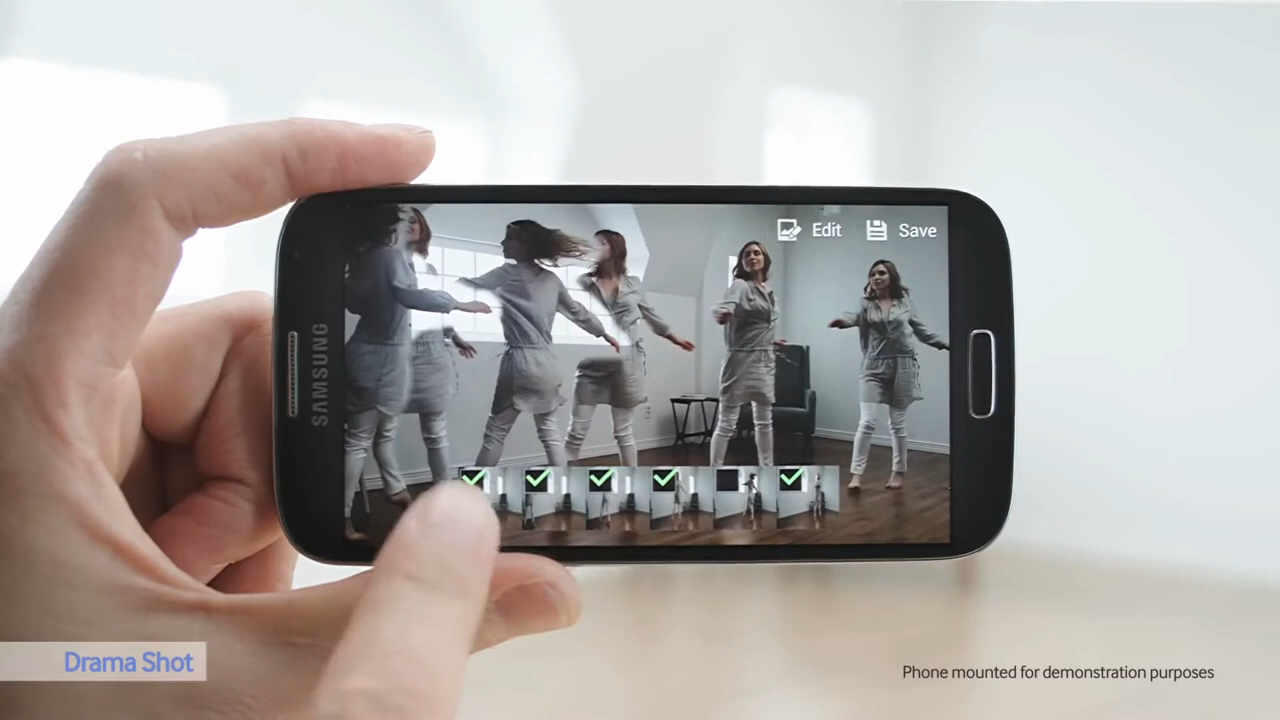 Edit
Save
SAMSUNG
Drama Shot
Phone mounted for demonstration purposes